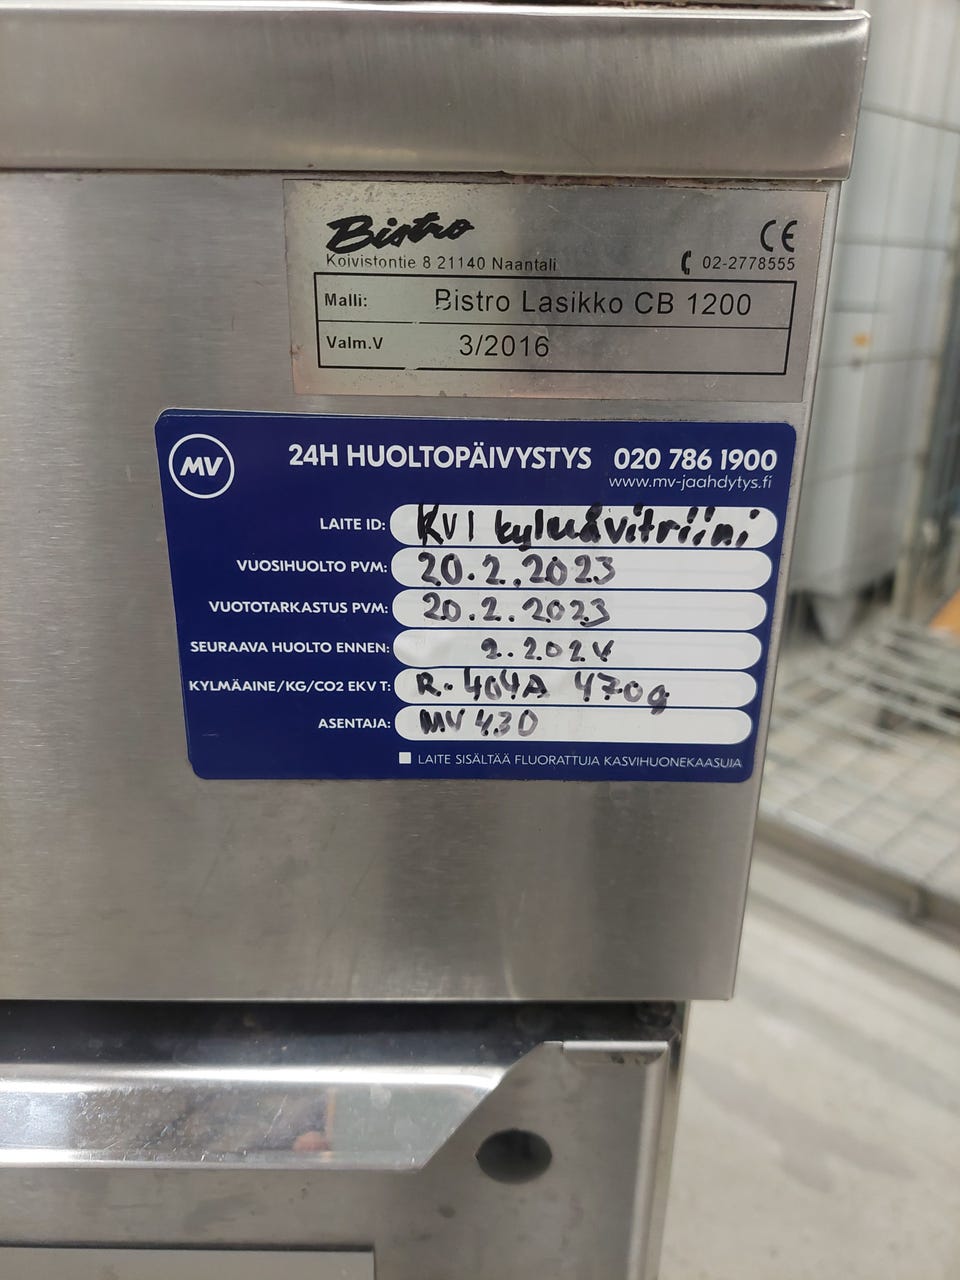 Bistro
CE
Koivistontie 8 21140 Naantali
02-2778555
Malli: Bistro Lasikko CB 1200
Valm.V 3/2016
MV 24H HUOLTOPÄIVYSTYS 020 786 1900
www.mv-jaahdytys.fi
LAITE ID: KV1 kylmävitriini
VUOSIHUOLTO PVM: 20.2.2023
VUOTOTARKASTUS PVM: 20.2.2023
SEURAAVA HUOLTO ENNEN: 2.2024
KYLMÄAINE/KG/CO2 EKV T: R-404A 470g
ASENTAJA: MV 430
LAITE SISÄLTÄÄ FLUORATTUJA KASVIHUONEKAASUJA